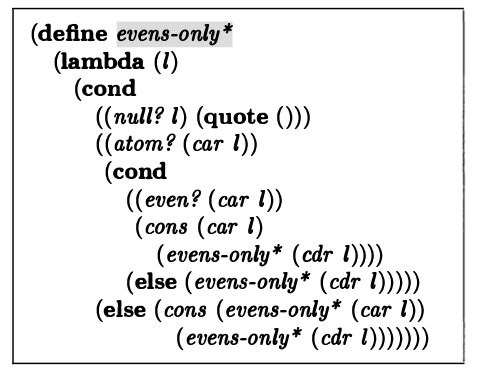 (define evens-only*
(lambda (l)
(cond
((null? l) (quote ()))
((atom? (car l))
(cond
((even? (car l))
(cons (car l)
(evens-only* (cdr l))))
(else (evens-only* (cdr l)))))
(else (cons (evens-only* (car l))
(evens-only* (cdr l)))))))